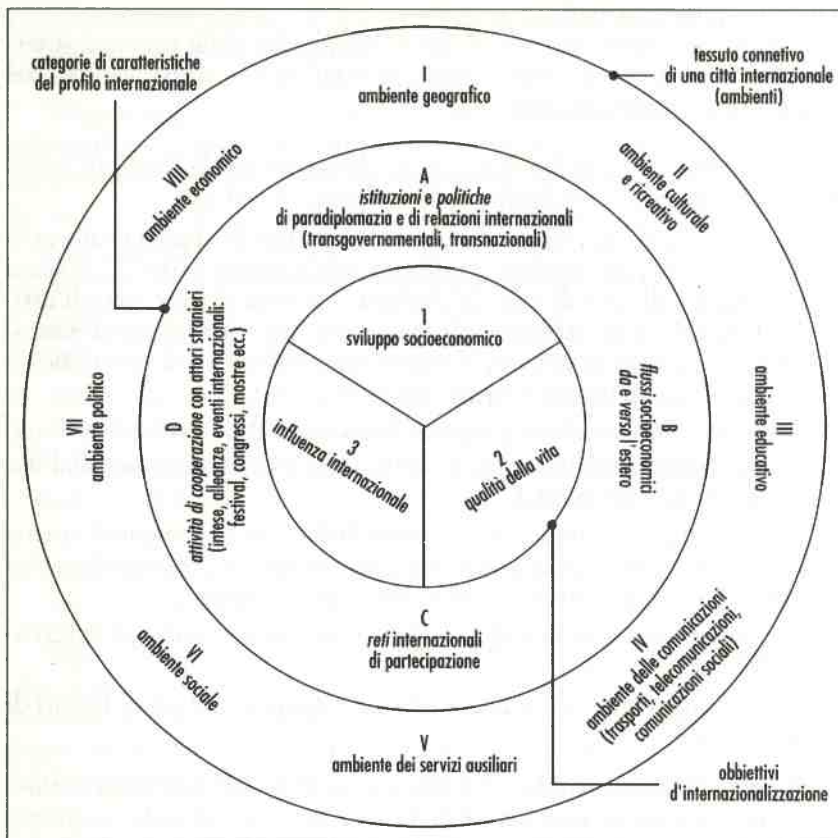 categorie di caratteristiche
del profilo internazionale
tessuto connetivo
di una città internazionale
(ambienti)
I
ambiente geografico
II
ambiente culturale
e ricreativo
III
ambiente educativo
IV
ambiente delle comunicazioni
(trasporti, telecomunicazioni,
comunicazioni sociali)
V
ambiente dei servizi ausiliari
VI
ambiente sociale
VII
ambiente politico
VIII
ambiente economico
A
istituzioni e politiche
di paradiplomazia e di relazioni internazionali
(transgovernamentali, transnazionali)
B
flussi socioeconomici
da e verso l'estero
C
reti internazionali
di partecipazione
D
attività di cooperazione con attori stranieri
(intese, alleanze, eventi internazionali:
festival, congressi, mostre ecc.)
1
sviluppo socioeconomico
2
qualità della vita
3
influenza internazionale
obbiettivi
d'internazionalizzazione